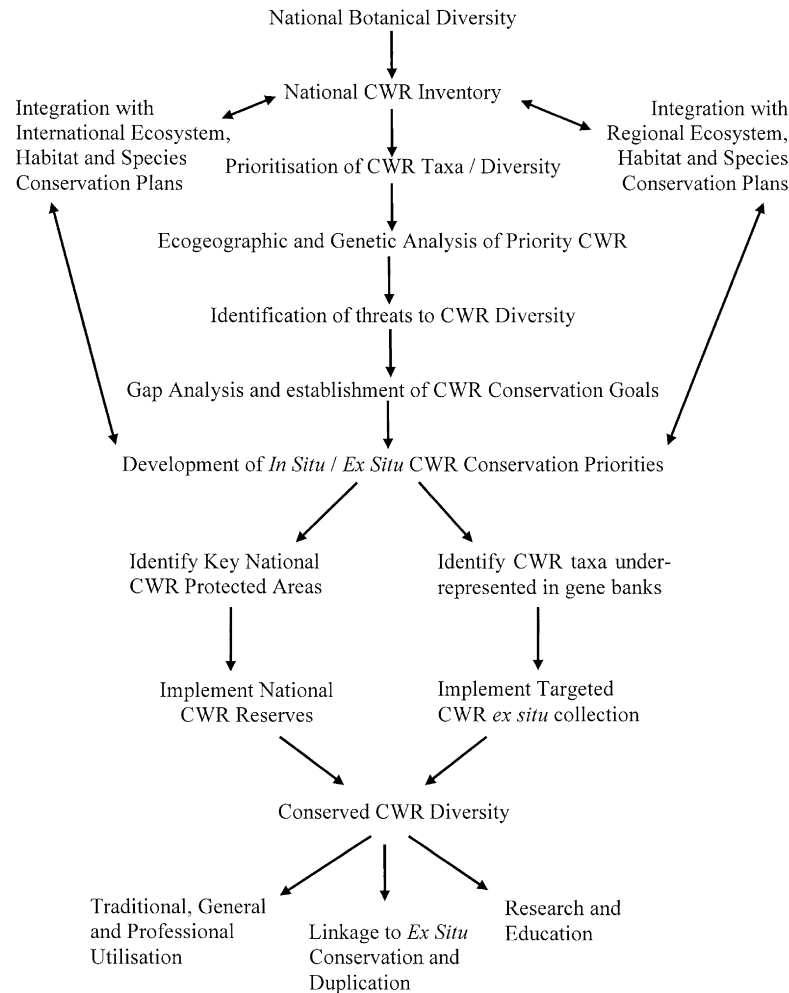 National Botanical Diversity
National CWR Inventory
Integration with
International Ecosystem,
Habitat and Species
Conservation Plans
Integration with
Regional Ecosystem,
Habitat and Species
Conservation Plans
Prioritisation of CWR Taxa / Diversity
Ecogeographic and Genetic Analysis of Priority CWR
Identification of threats to CWR Diversity
Gap Analysis and establishment of CWR Conservation Goals
Development of In Situ / Ex Situ CWR Conservation Priorities
Identify Key National
CWR Protected Areas
Identify CWR taxa under-
represented in gene banks
Implement National
CWR Reserves
Implement Targeted
CWR ex situ collection
Conserved CWR Diversity
Traditional, General
and Professional
Utilisation
Linkage to Ex Situ
Conservation and
Duplication
Research and
Education